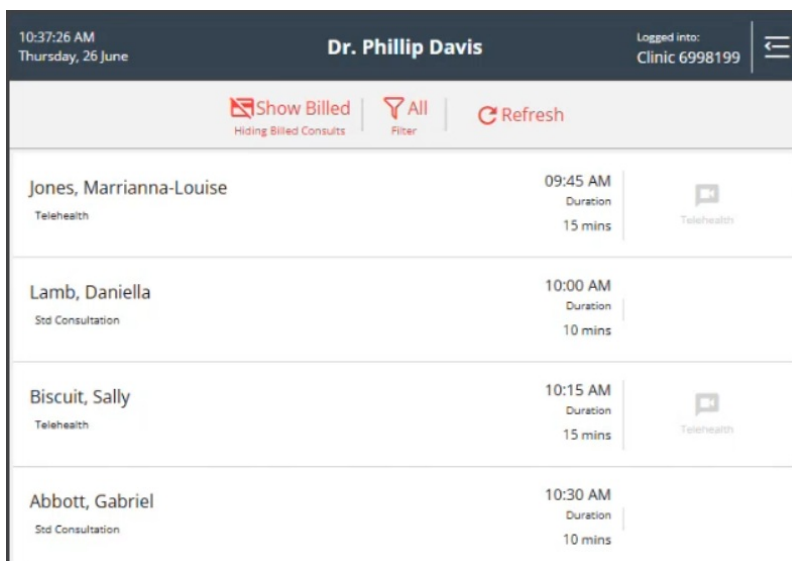 10:37:26 AM
Thursday, 26 June
Dr. Phillip Davis
Logged into:
Clinic 6998199
Show Billed
Hiding Billed Consults
All
Filter
Refresh
Jones, Marrianna-Louise
Telehealth
09:45 AM
Duration
15 mins
Telehealth
Lamb, Daniella
Std Consultation
10:00 AM
Duration
10 mins
Biscuit, Sally
Telehealth
10:15 AM
Duration
15 mins
Telehealth
Abbott, Gabriel
Std Consultation
10:30 AM
Duration
10 mins